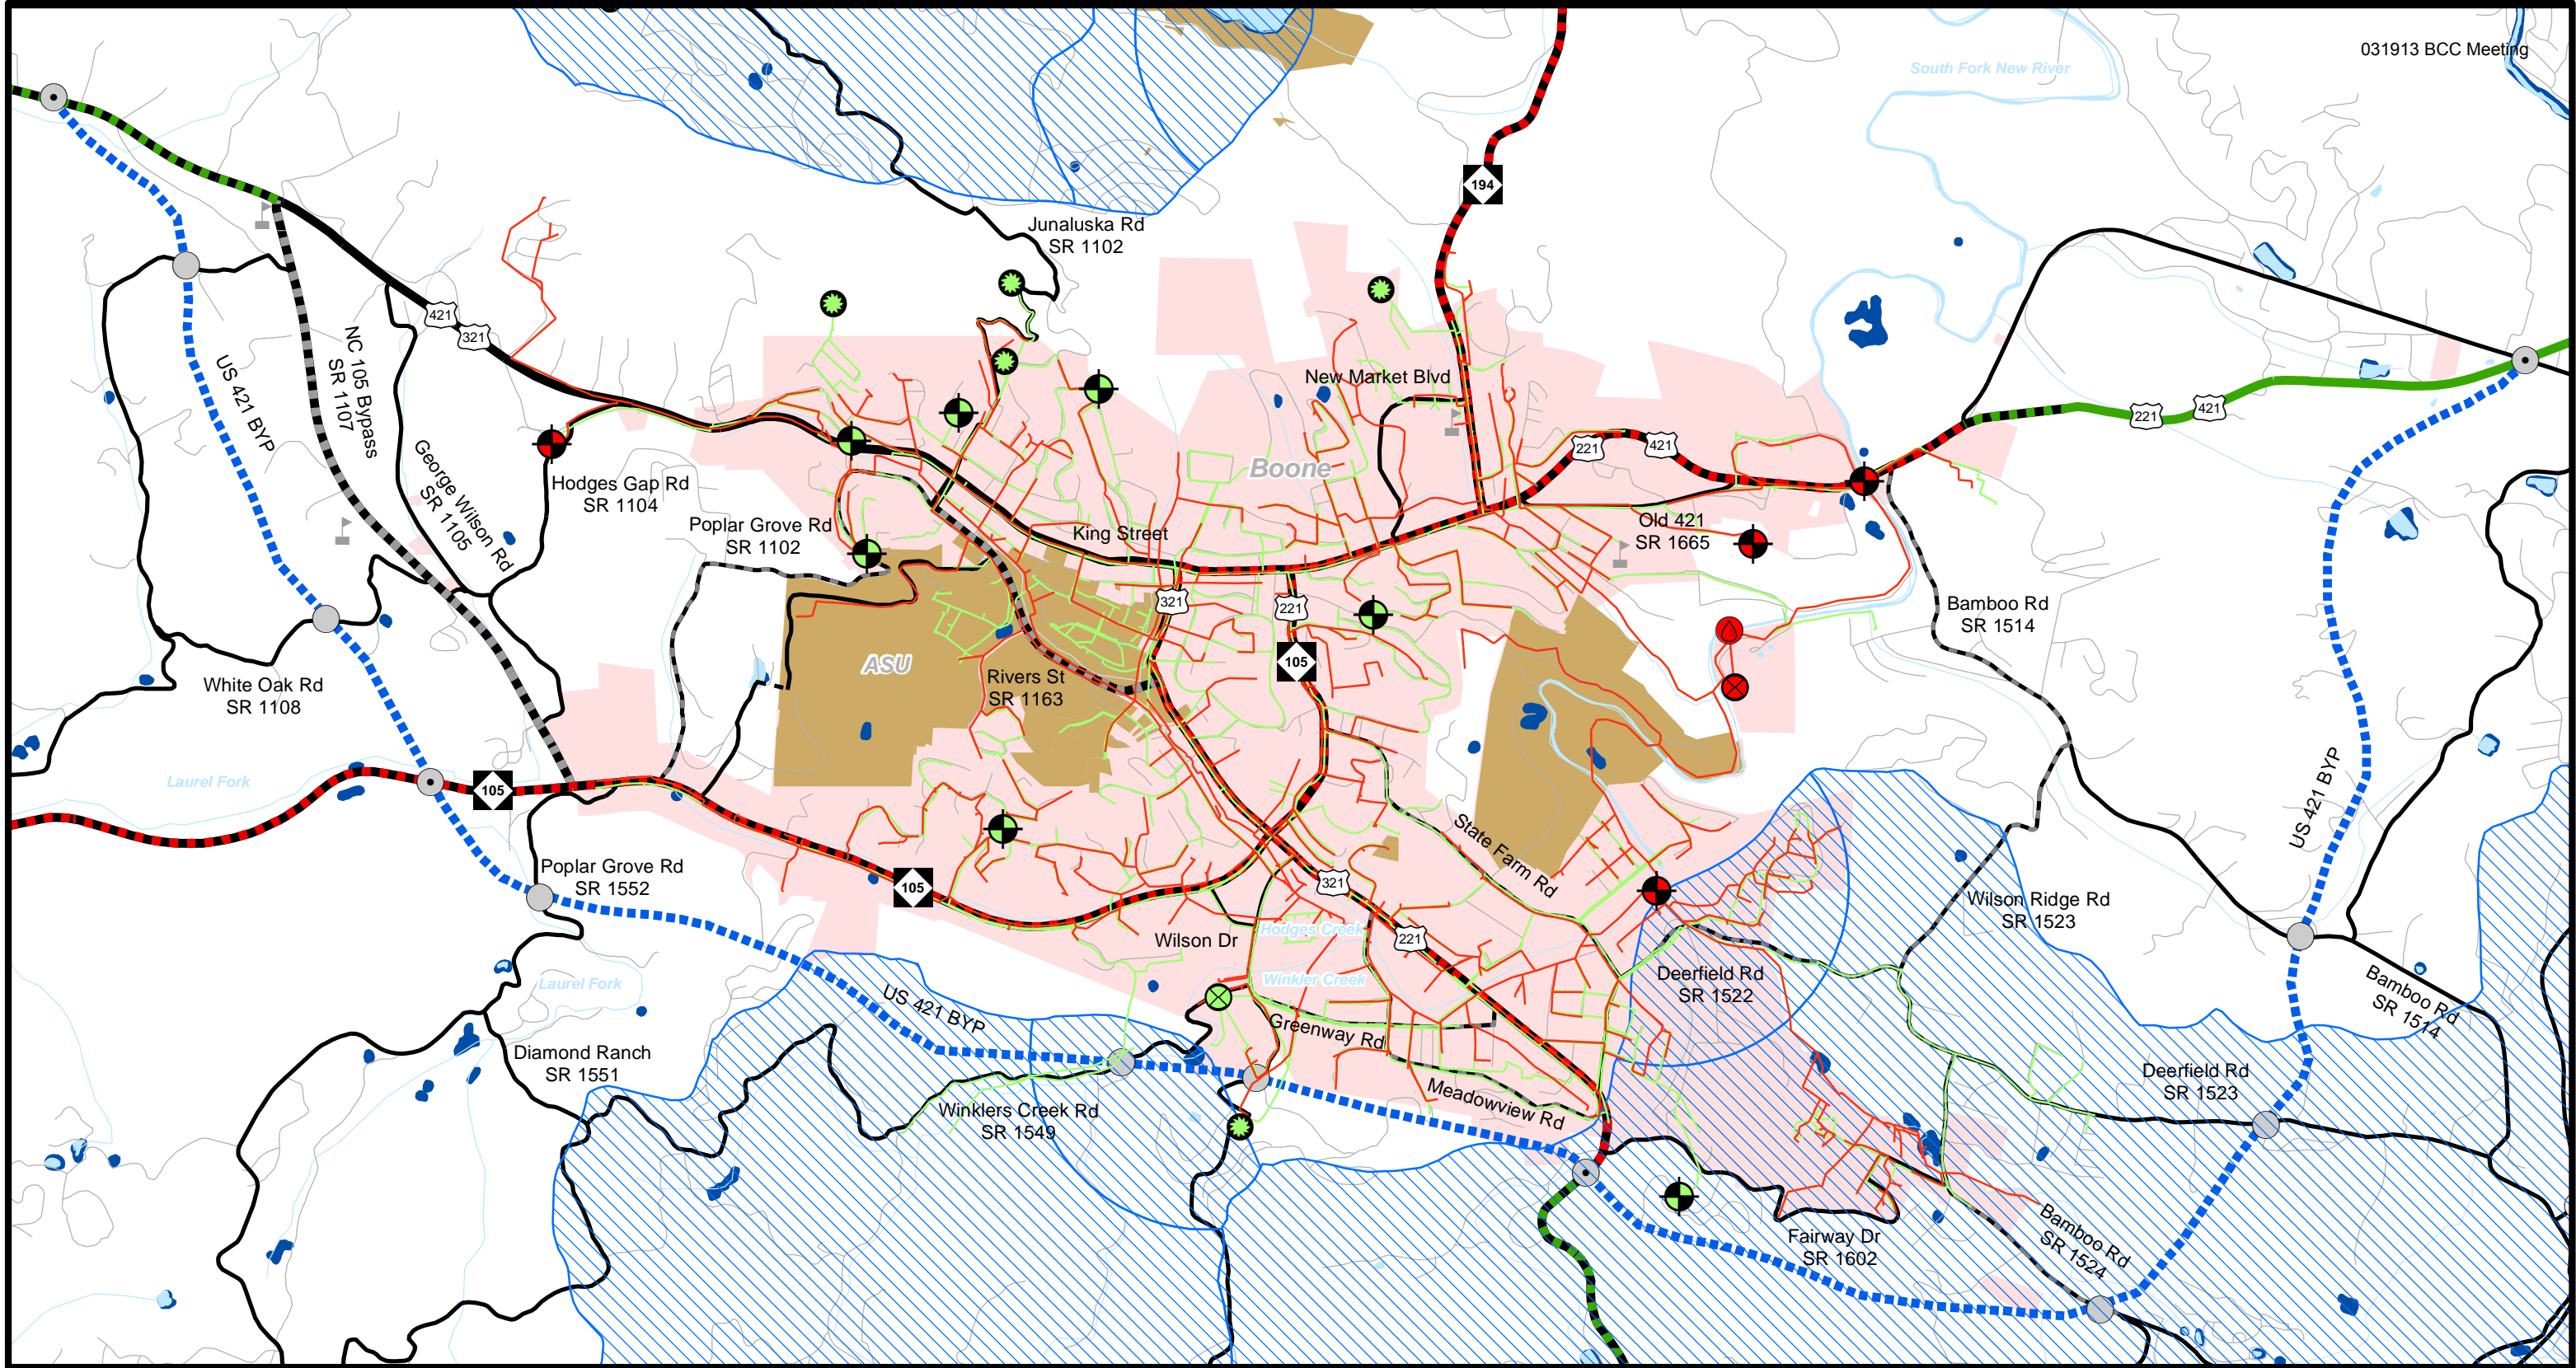 031913 BCC Meeting
South Fork New River
194
Junaluska Rd
SR 1102
421
321
NC 105 Bypass
SR 1107
US 421 BYP
New Market Blvd
221
421
221
421
Boone
George Wilson Rd
SR 1105
Hodges Gap Rd
SR 1104
Poplar Grove Rd
SR 1102
King Street
Old 421
SR 1665
321
221
Bamboo Rd
SR 1514
ASU
105
Rivers St
SR 1163
White Oak Rd
SR 1108
Laurel Fork
105
US 421 BYP
State Farm Rd
Poplar Grove Rd
SR 1552
105
321
Wilson Ridge Rd
SR 1523
Hodges Creek
Wilson Dr
221
Winkler Creek
Deerfield Rd
SR 1522
Laurel Fork
US 421 BYP
Bamboo Rd
SR 1514
Greenway Rd
Diamond Ranch
SR 1551
Deerfield Rd
SR 1523
Meadowview Rd
Winklers Creek Rd
SR 1549
Fairway Dr
SR 1602
Bamboo Rd
SR 1524